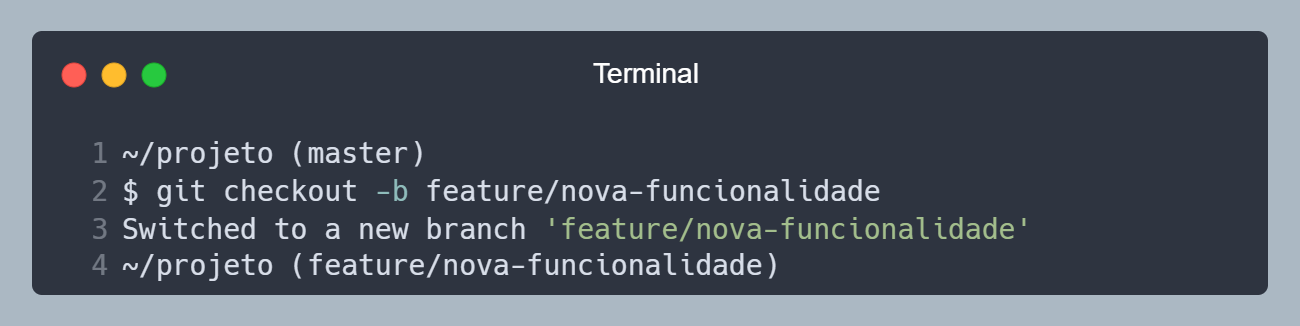 Terminal
1 ~/projeto (master)
2 $ git checkout -b feature/nova-funcionalidade
3 Switched to a new branch 'feature/nova-funcionalidade'
4 ~/projeto (feature/nova-funcionalidade)